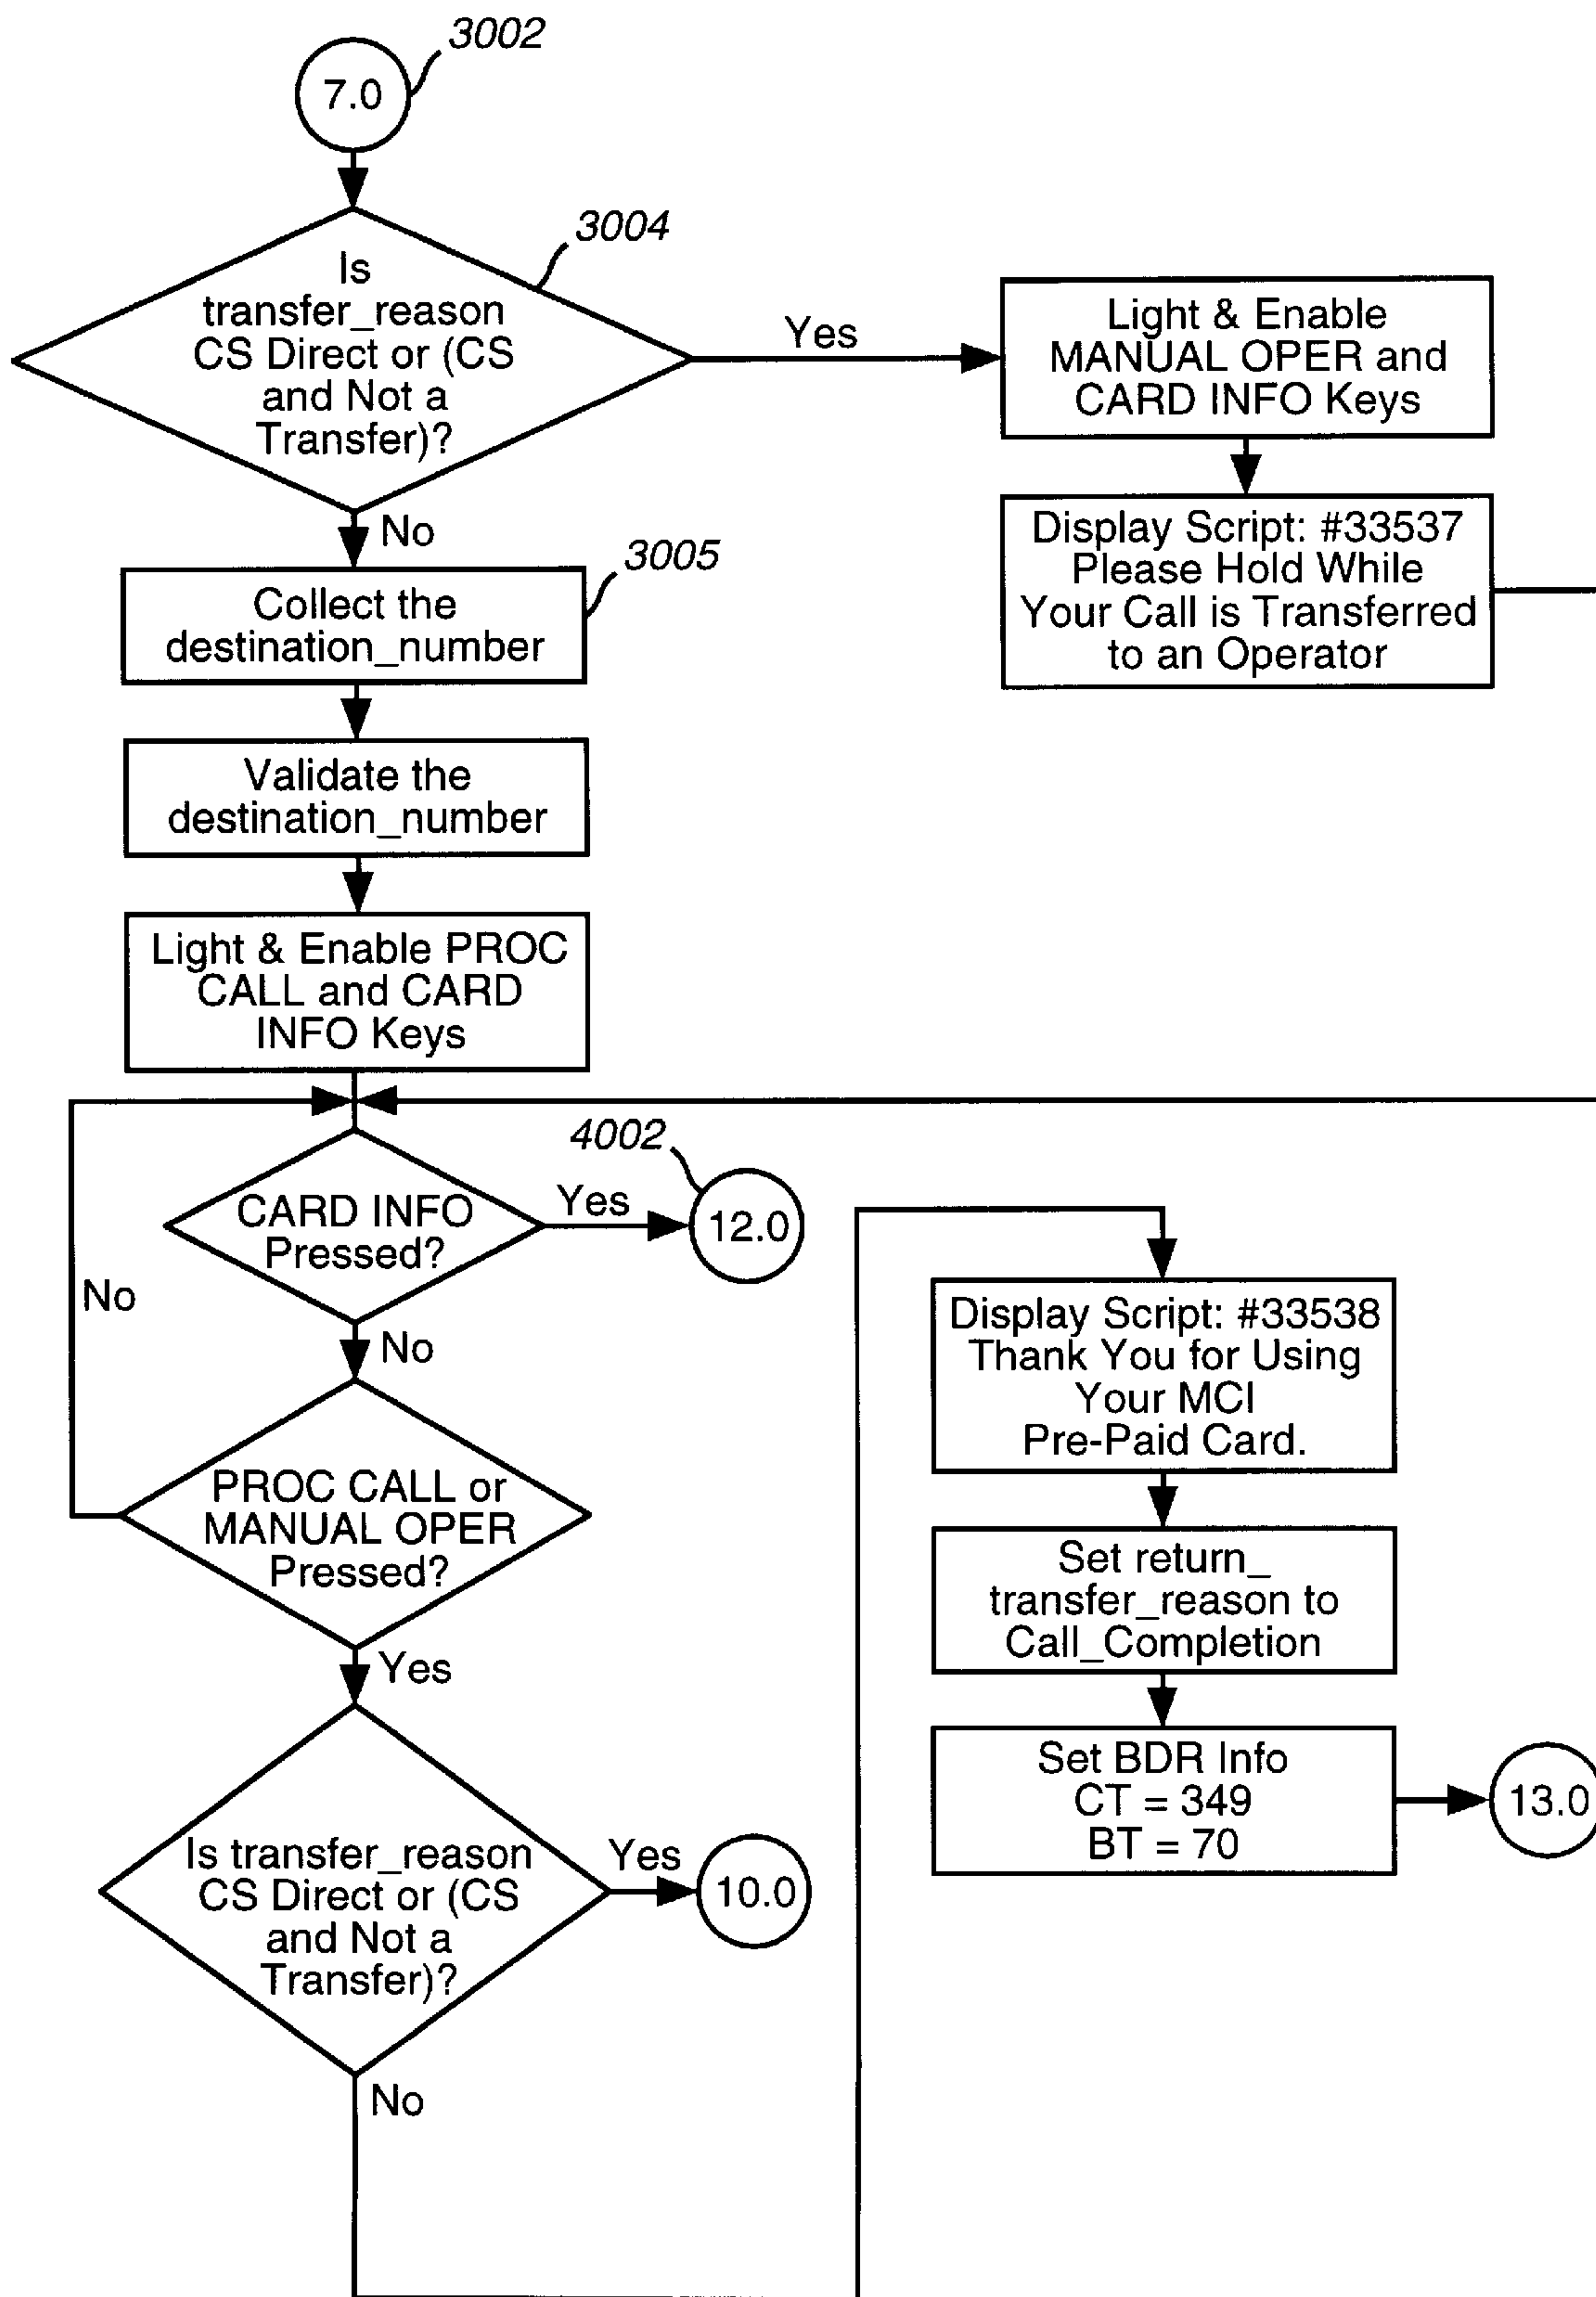 3002
7.0
3004
Is
transfer_reason
CS Direct or (CS
and Not a
Transfer)?
Yes
Light & Enable
MANUAL OPER and
CARD INFO Keys
Display Script: #33537
Please Hold While
Your Call is Transferred
to an Operator
No
3005
Collect the
destination_number
Validate the
destination_number
Light & Enable PROC
CALL and CARD
INFO Keys
4002
CARD INFO
Pressed?
Yes
12.0
No
No
PROC CALL or
MANUAL OPER
Pressed?
Yes
Is transfer_reason
CS Direct or (CS
and Not a
Transfer)?
Yes
10.0
No
Display Script: #33538
Thank You for Using
Your MCI
Pre-Paid Card.
Set return_
transfer_reason to
Call_Completion
Set BDR Info
CT = 349
BT = 70
13.0